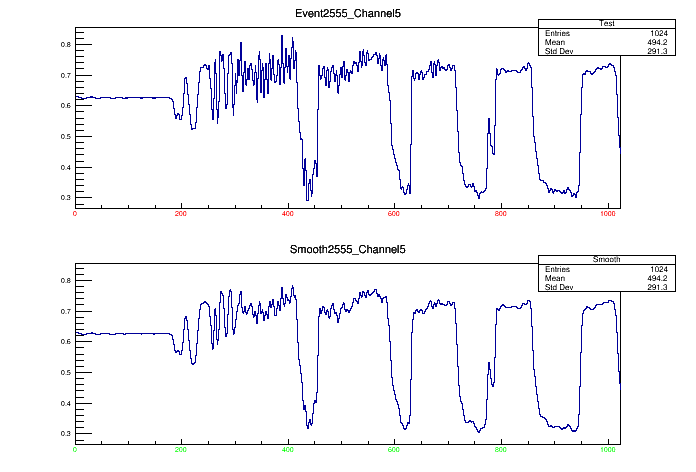 Event2555_Channel5
Test
Entries 1024
Mean 494.2
Std Dev 291.3
0.8
0.7
0.6
0.5
0.4
0.3
0 200 400 600 800 1000
Smooth2555_Channel5
Smooth
Entries 1024
Mean 494.2
Std Dev 291.3
0.8
0.7
0.6
0.5
0.4
0.3
0 200 400 600 800 1000